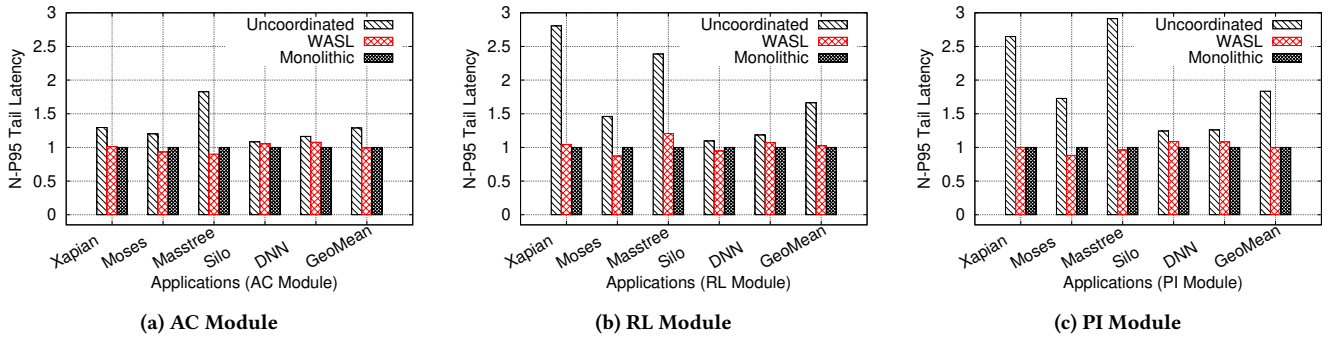 N-P95 Tail Latency
3
2.5
2
1.5
1
0.5
0
Uncoordinated
WASL
Monolithic
Xapian
Moses
Masstree
Silo
DNN
GeoMean
Applications (AC Module)
(a) AC Module
N-P95 Tail Latency
3
2.5
2
1.5
1
0.5
0
Uncoordinated
WASL
Monolithic
Xapian
Moses
Masstree
Silo
DNN
GeoMean
Applications (RL Module)
(b) RL Module
N-P95 Tail Latency
3
2.5
2
1.5
1
0.5
0
Uncoordinated
WASL
Monolithic
Xapian
Moses
Masstree
Silo
DNN
GeoMean
Applications (PI Module)
(c) PI Module